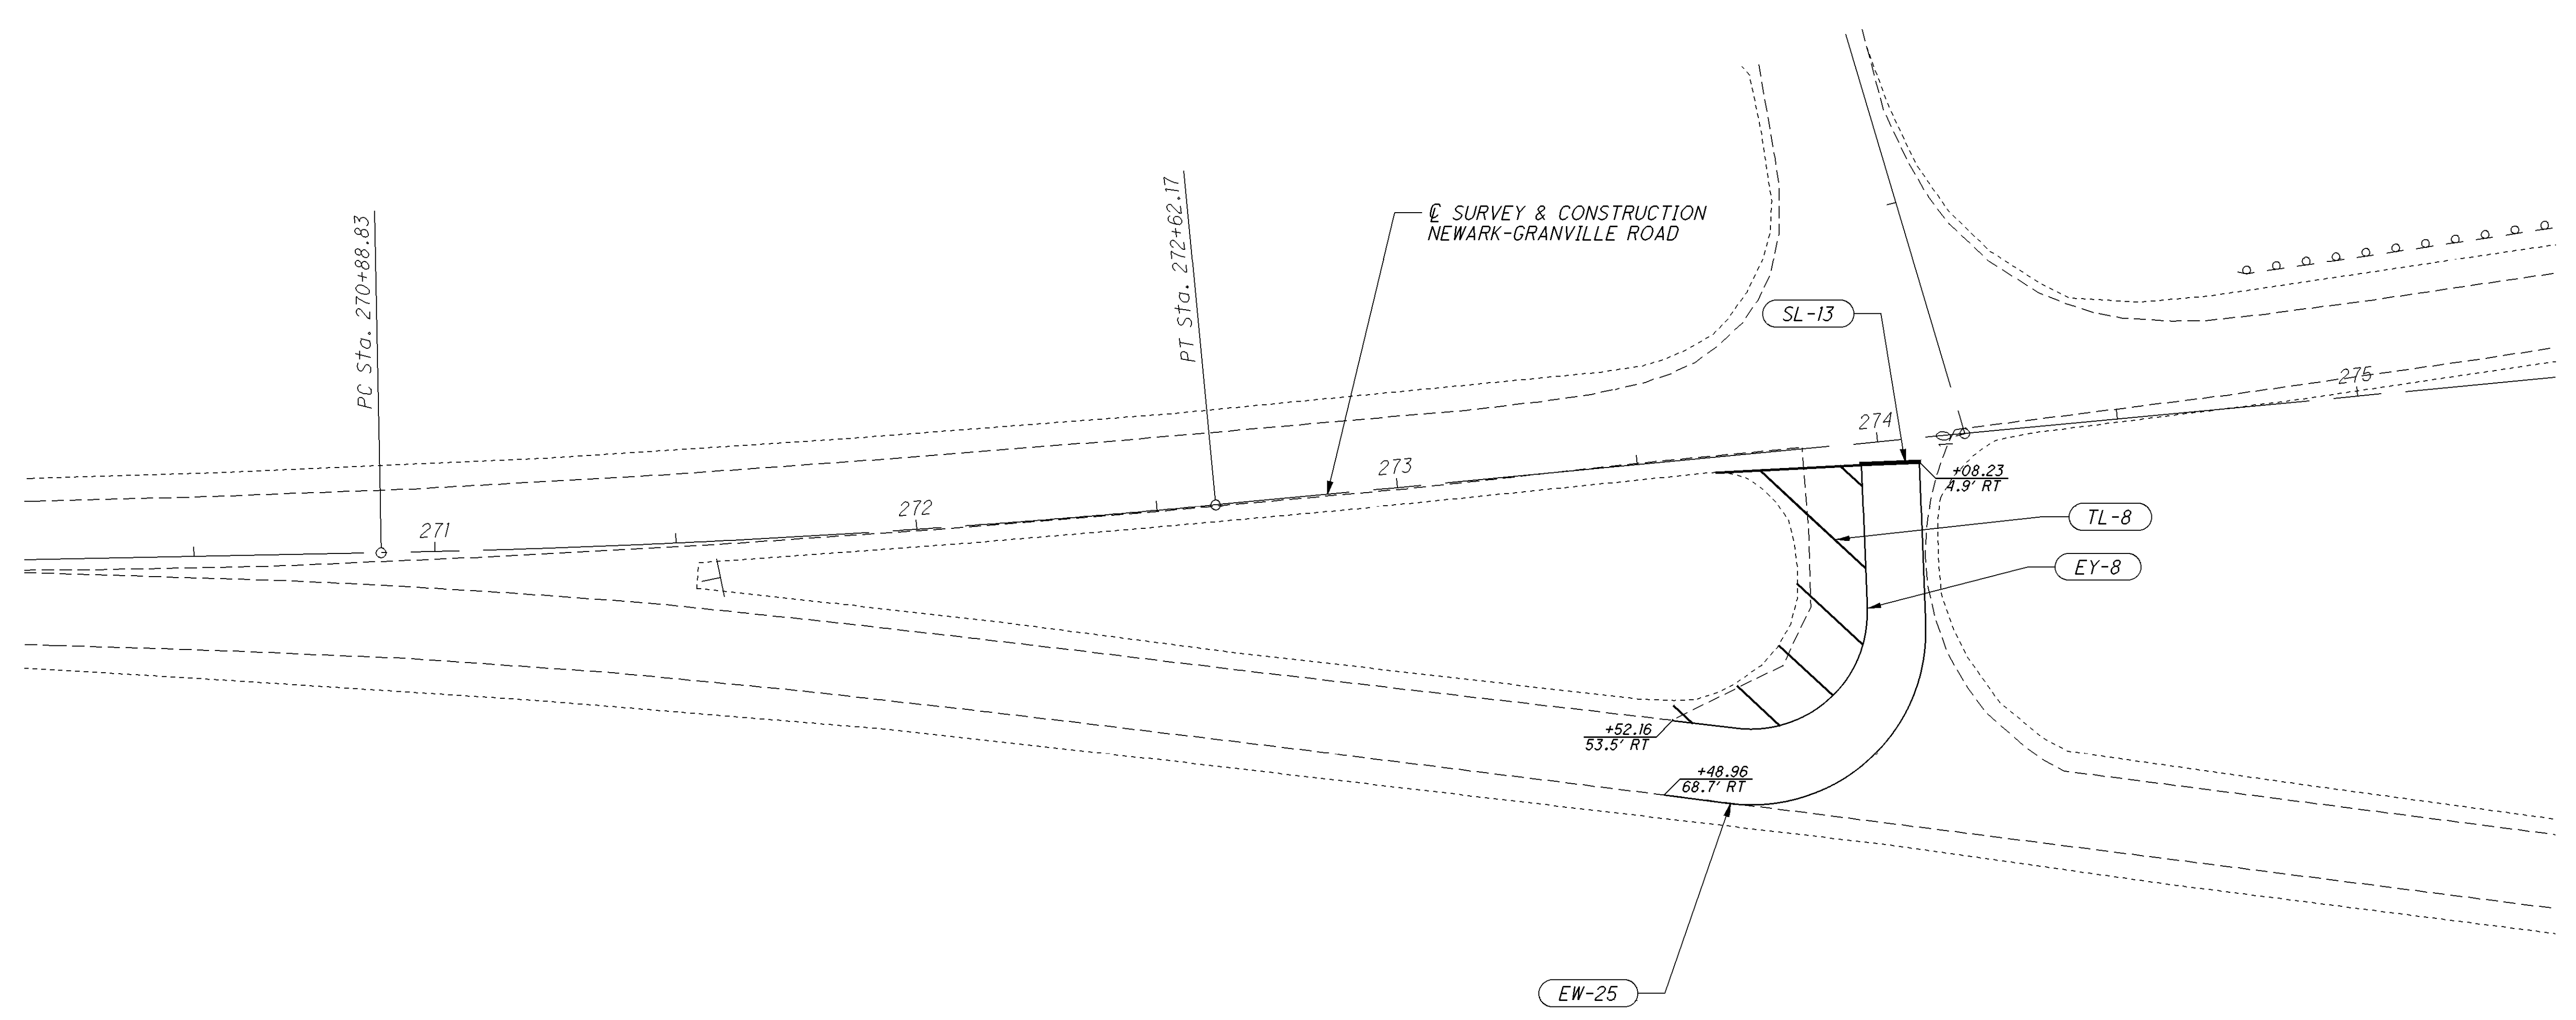 PC Sta. 270+88.83
PT Sta. 272+62.17
℄ SURVEY & CONSTRUCTION
NEWARK-GRANVILLE ROAD
SL-13
275
274
273
272
271
+08.23
4.9' RT
TL-8
EY-8
+52.16
53.5' RT
+48.96
68.7' RT
EW-25